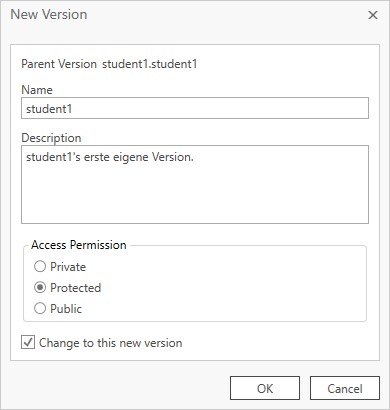 New Version
Parent Version student1.student1
Name
student1
Description
student1's erste eigene Version.
Access Permission
Private
Protected
Public
Change to this new version
OK Cancel